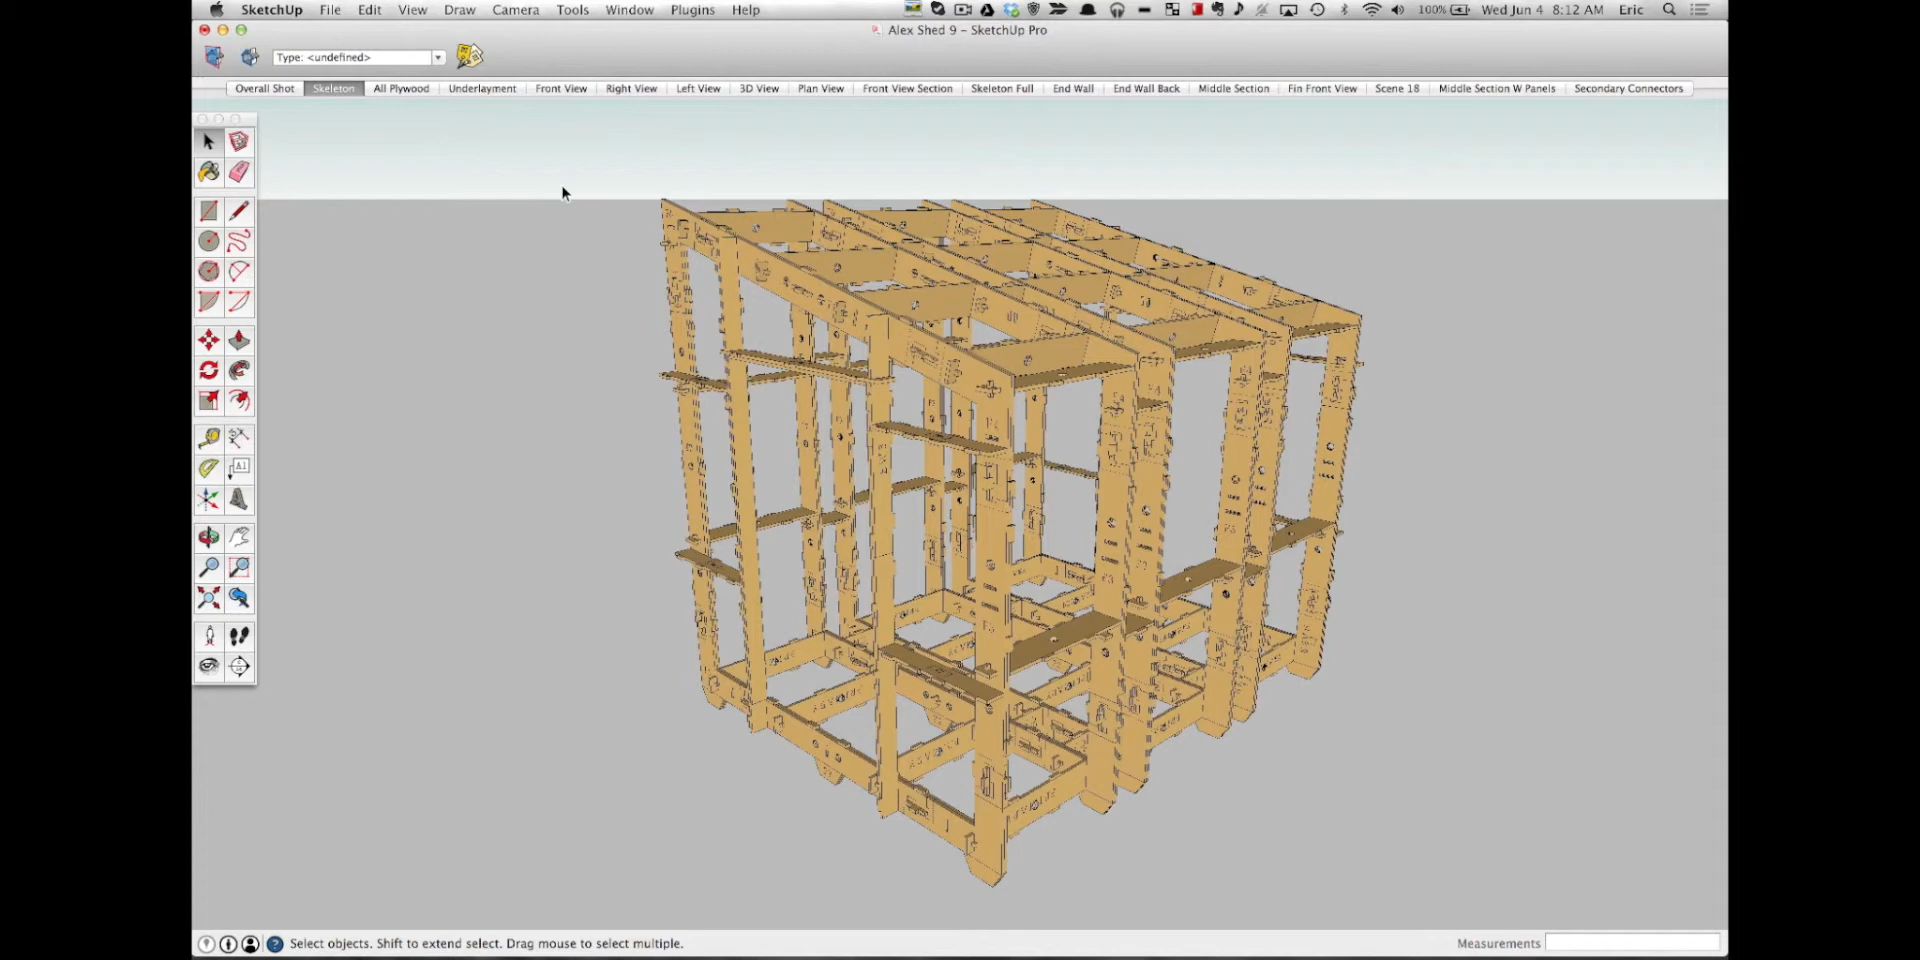 SketchUp File Edit View Draw Camera Tools Window Plugins Help 100% Wed Jun 4 8:12 AM Eric
Alex Shed 9 - SketchUp Pro
Type: <undefined>
Overall Shot Skeleton All Plywood Underlayment Front View Right View Left View 3D View Plan View Front View Section Skeleton Full End Wall End Wall Back Middle Section Fin Front View Scene 18 Middle Section W Panels Secondary Connectors
A1
Select objects. Shift to extend select. Drag mouse to select multiple. Measurements